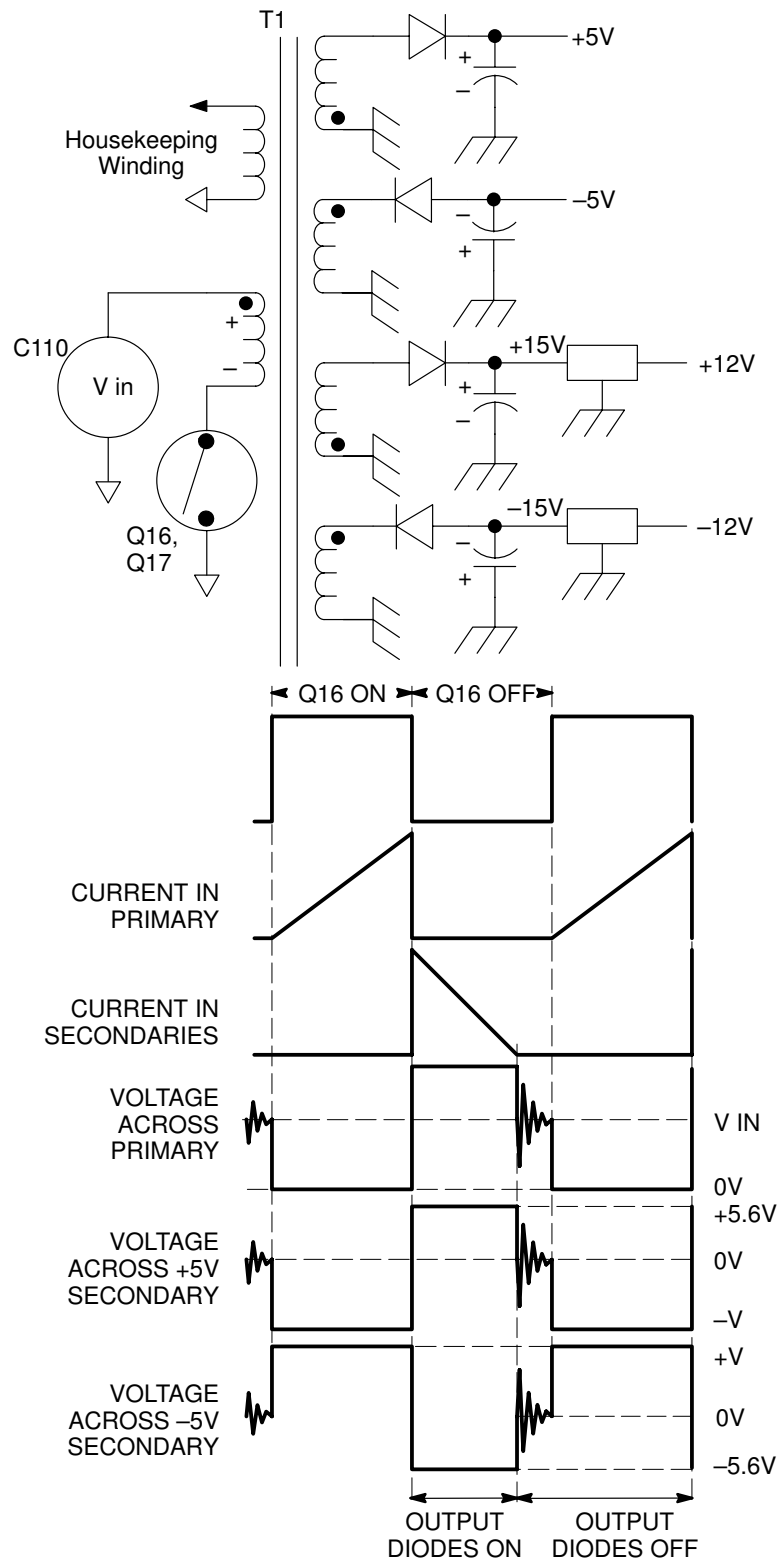 T1
+5V
+
–
Housekeeping
Winding
–5V
–
+
C110
V in
+
–
+15V
+12V
+
–
Q16,
Q17
–15V
–12V
–
+
Q16 ON
Q16 OFF
CURRENT IN
PRIMARY
CURRENT IN
SECONDARIES
VOLTAGE
ACROSS
PRIMARY
V IN
0V
VOLTAGE
ACROSS +5V
SECONDARY
+5.6V
0V
–V
VOLTAGE
ACROSS –5V
SECONDARY
+V
0V
–5.6V
OUTPUT
DIODES ON
OUTPUT
DIODES OFF